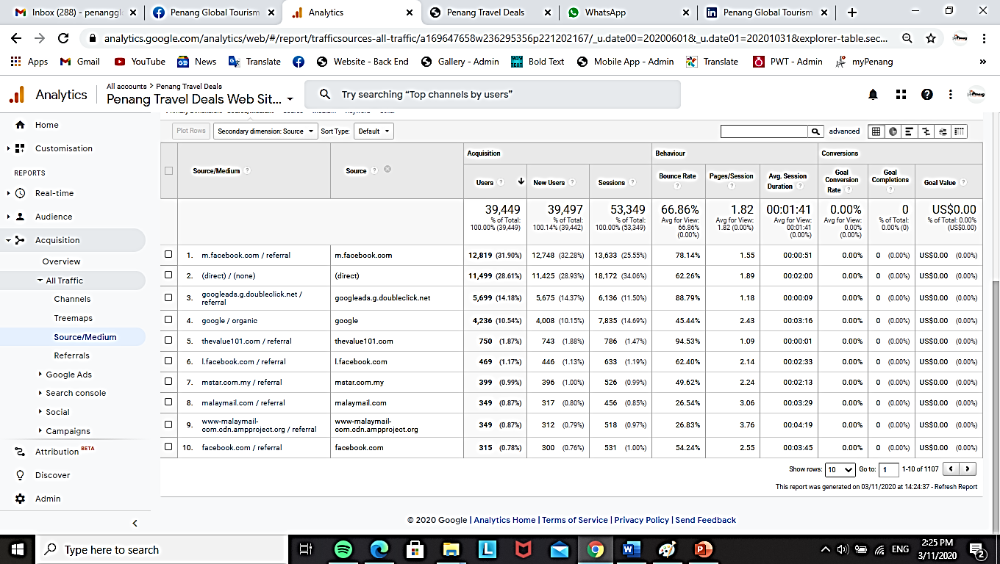 Inbox (288) - penanggl
Penang Global Tourism
Analytics
Penang Travel Deals
WhatsApp
Penang Global Tourism
analytics.google.com/analytics/web/#/report/trafficsources-all-traffic/a169647658w236295356p221202167/_u.date00=20200601&_u.date01=20201031&explorer-table.sec...
Apps Gmail YouTube News Translate Website - Back End Gallery - Admin Bold Text Mobile App - Admin Translate PWT - Admin myPenang »
Analytics
All accounts > Penang Travel Deals
Penang Travel Deals Web Sit...
Try searching “Top channels by users”
Home
Customisation
REPORTS
Real-time
Audience
Acquisition
Overview
All Traffic
Channels
Treemaps
Source/Medium
Referrals
Google Ads
Search console
Social
Campaigns
Attribution BETA
Discover
Admin
Plot Rows Secondary dimension: Source Sort Type: Default advanced
Source/Medium Source Acquisition Behaviour Conversions
Users New Users Sessions Bounce Rate Pages/Session Avg. Session Duration Goal Conversion Rate Goal Completions Goal Value
39,449 39,497 53,349 66.86% 1.82 00:01:41 0.00% 0 US$0.00
% of Total: 100.00% (39,449) % of Total: 100.14% (39,442) % of Total: 100.00% (53,349) Avg for View: 66.86% (0.00%) Avg for View: 1.82 (0.00%) Avg for View: 00:01:41 (0.00%) Avg for View: 0.00% (0.00%) % of Total: 0.00% (0) % of Total: 0.00% (US$0.00)
1. m.facebook.com / referral m.facebook.com 12,819 (31.90%) 12,748 (32.28%) 13,633 (25.55%) 78.14% 1.55 00:00:51 0.00% 0 (0.00%) US$0.00 (0.00%)
2. (direct) / (none) (direct) 11,499 (28.61%) 11,425 (28.93%) 18,172 (34.06%) 62.26% 1.89 00:02:00 0.00% 0 (0.00%) US$0.00 (0.00%)
3. googleads.g.doubleclick.net / referral googleads.g.doubleclick.net 5,699 (14.18%) 5,675 (14.37%) 6,136 (11.50%) 88.79% 1.18 00:00:09 0.00% 0 (0.00%) US$0.00 (0.00%)
4. google / organic google 4,236 (10.54%) 4,008 (10.15%) 7,835 (14.69%) 45.44% 2.43 00:03:16 0.00% 0 (0.00%) US$0.00 (0.00%)
5. thevalue101.com / referral thevalue101.com 750 (1.87%) 743 (1.88%) 786 (1.47%) 94.53% 1.09 00:00:01 0.00% 0 (0.00%) US$0.00 (0.00%)
6. l.facebook.com / referral l.facebook.com 469 (1.17%) 446 (1.13%) 633 (1.19%) 62.40% 2.14 00:02:33 0.00% 0 (0.00%) US$0.00 (0.00%)
7. mstar.com.my / referral mstar.com.my 399 (0.99%) 396 (1.00%) 526 (0.99%) 49.62% 2.24 00:02:13 0.00% 0 (0.00%) US$0.00 (0.00%)
8. malaymail.com / referral malaymail.com 349 (0.87%) 317 (0.80%) 456 (0.85%) 26.54% 3.06 00:03:29 0.00% 0 (0.00%) US$0.00 (0.00%)
9. www-malaymail-com.cdn.ampproject.org / referral www-malaymail-com.cdn.ampproject.org 349 (0.87%) 312 (0.79%) 518 (0.97%) 26.83% 3.76 00:04:19 0.00% 0 (0.00%) US$0.00 (0.00%)
10. facebook.com / referral facebook.com 315 (0.78%) 300 (0.76%) 531 (1.00%) 54.24% 2.55 00:03:45 0.00% 0 (0.00%) US$0.00 (0.00%)
Show rows: 10 Go to: 1 1-10 of 1107
This report was generated on 03/11/2020 at 14:24:37 - Refresh Report
© 2020 Google | Analytics Home | Terms of Service | Privacy Policy | Send Feedback
Type here to search
ENG
2:25 PM
3/11/2020
2